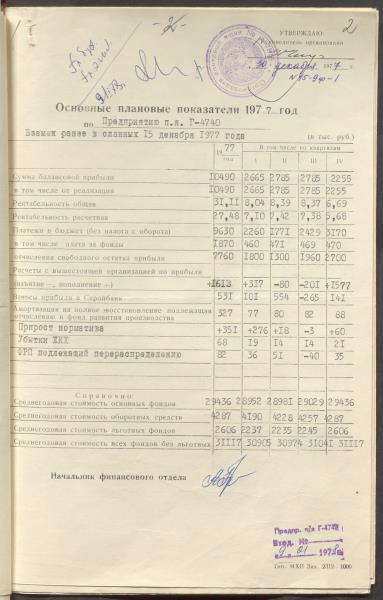 2
УТВЕРЖДАЮ:
Руководитель организации
30 декабря 1977 г.
N 95-940-1
Основные плановые показатели 1977 год
по Предприятию п.я. Г-4740
Взамен ранее высланных 15 декабря 1977 года
(в тыс. руб.)
1977 год В том числе по кварталам
I II III IV
Сумма балансовой прибыли 10490 2665 2785 2785 2255
в том числе от реализации 10490 2665 2785 2785 2255
Рентабельность общая 31,11 8,04 8,39 8,37 6,69
Рентабельность расчетная 27,48 7,10 7,42 7,38 5,68
Платежи в бюджет (без налога с оборота) 9630 2260 1771 2429 3170
в том числе плата за фонды 1870 460 471 469 470
отчисления свободного остатка прибыли 7760 1800 1300 1960 2700
Расчеты с вышестоящей организацией по прибыли
(изъятие −, пополнение +) +1613 +317 -80 -201 +1577
Взносы прибыли в Стройбанк 531 101 554 -265 141
Амортизация на полное восстановление подлежащая
отчислению в фонд развития производства 327 77 80 82 88
Прирост норматива +351 +276 +18 -3 +60
Убытки ЖКХ 68 19 14 14 21
ФРП подлежащий перераспределению 82 36 51 -40 35
Справочно:
Среднегодовая стоимость основных фондов 29436 28952 28981 29029 29436
Среднегодовая стоимость оборотных средств 4287 4190 4228 4257 4287
Среднегодовая стоимость льготных фондов 2606 2237 2235 2245 2606
Среднегодовая стоимость всех фондов без льготных 31117 30905 30974 31041 31117
Начальник финансового отдела
Предпр. п/я Г-4740
Вход. №
9 01 1978
Тип. МХП Зак. 2312—1000